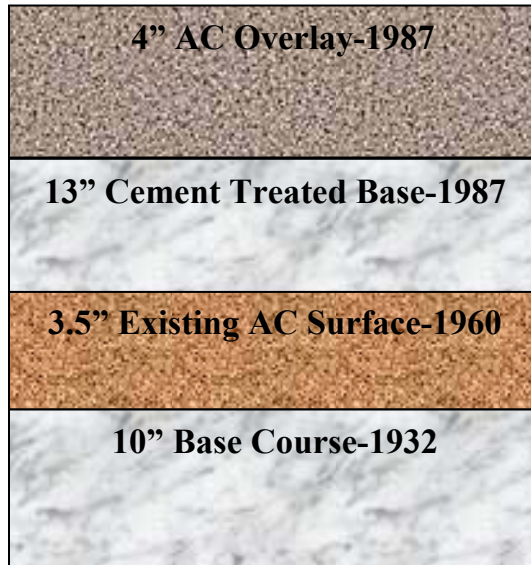 4” AC Overlay-1987
13” Cement Treated Base-1987
3.5” Existing AC Surface-1960
10” Base Course-1932